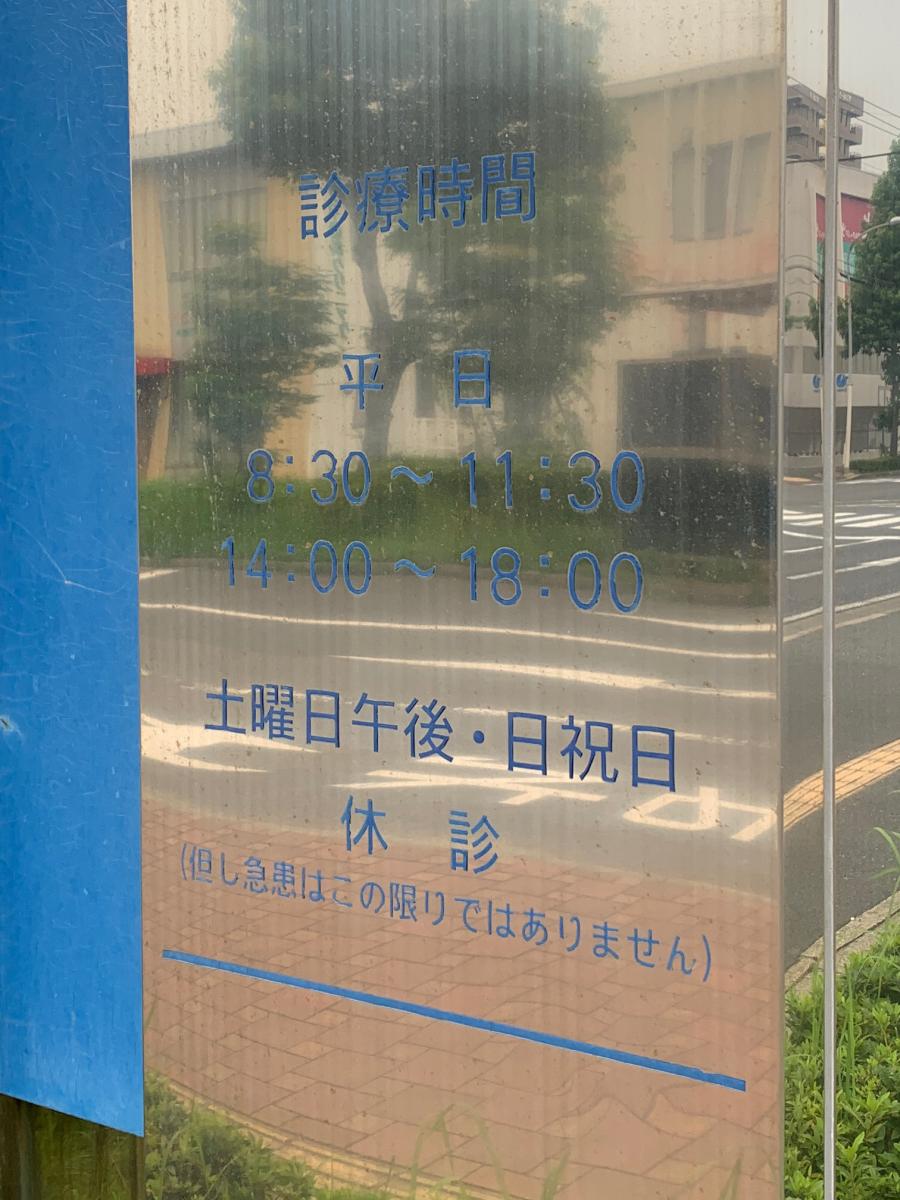 診療時間
平　日
8:30～11:30
14:00～18:00
土曜日午後・日祝日
休　診
(但し急患はこの限りではありません)